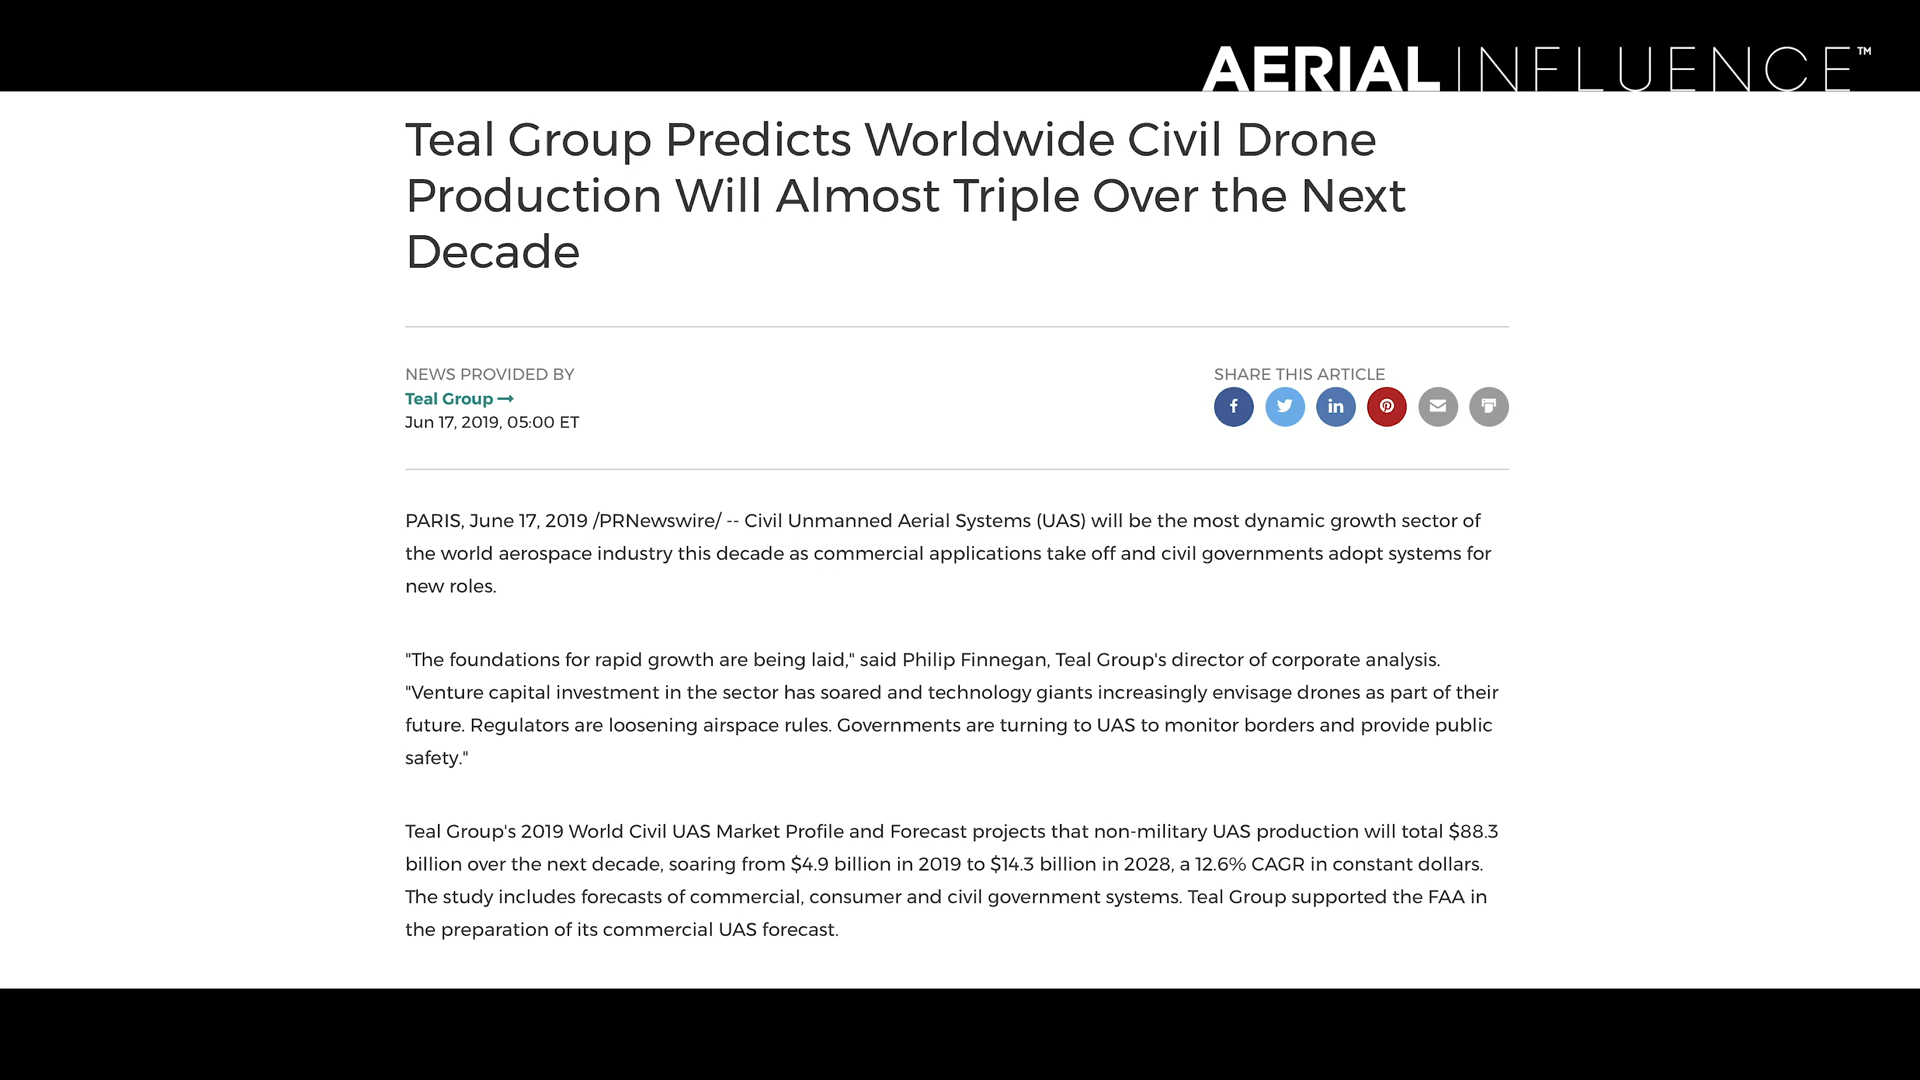 AERIAL INFLUENCE™
Teal Group Predicts Worldwide Civil Drone
Production Will Almost Triple Over the Next
Decade
NEWS PROVIDED BY
Teal Group→
Jun 17, 2019, 05:00 ET
SHARE THIS ARTICLE
PARIS, June 17, 2019 /PRNewswire/ -- Civil Unmanned Aerial Systems (UAS) will be the most dynamic growth sector of
the world aerospace industry this decade as commercial applications take off and civil governments adopt systems for
new roles.
"The foundations for rapid growth are being laid," said Philip Finnegan, Teal Group's director of corporate analysis.
"Venture capital investment in the sector has soared and technology giants increasingly envisage drones as part of their
future. Regulators are loosening airspace rules. Governments are turning to UAS to monitor borders and provide public
safety."
Teal Group's 2019 World Civil UAS Market Profile and Forecast projects that non-military UAS production will total $88.3
billion over the next decade, soaring from $4.9 billion in 2019 to $14.3 billion in 2028, a 12.6% CAGR in constant dollars.
The study includes forecasts of commercial, consumer and civil government systems. Teal Group supported the FAA in
the preparation of its commercial UAS forecast.